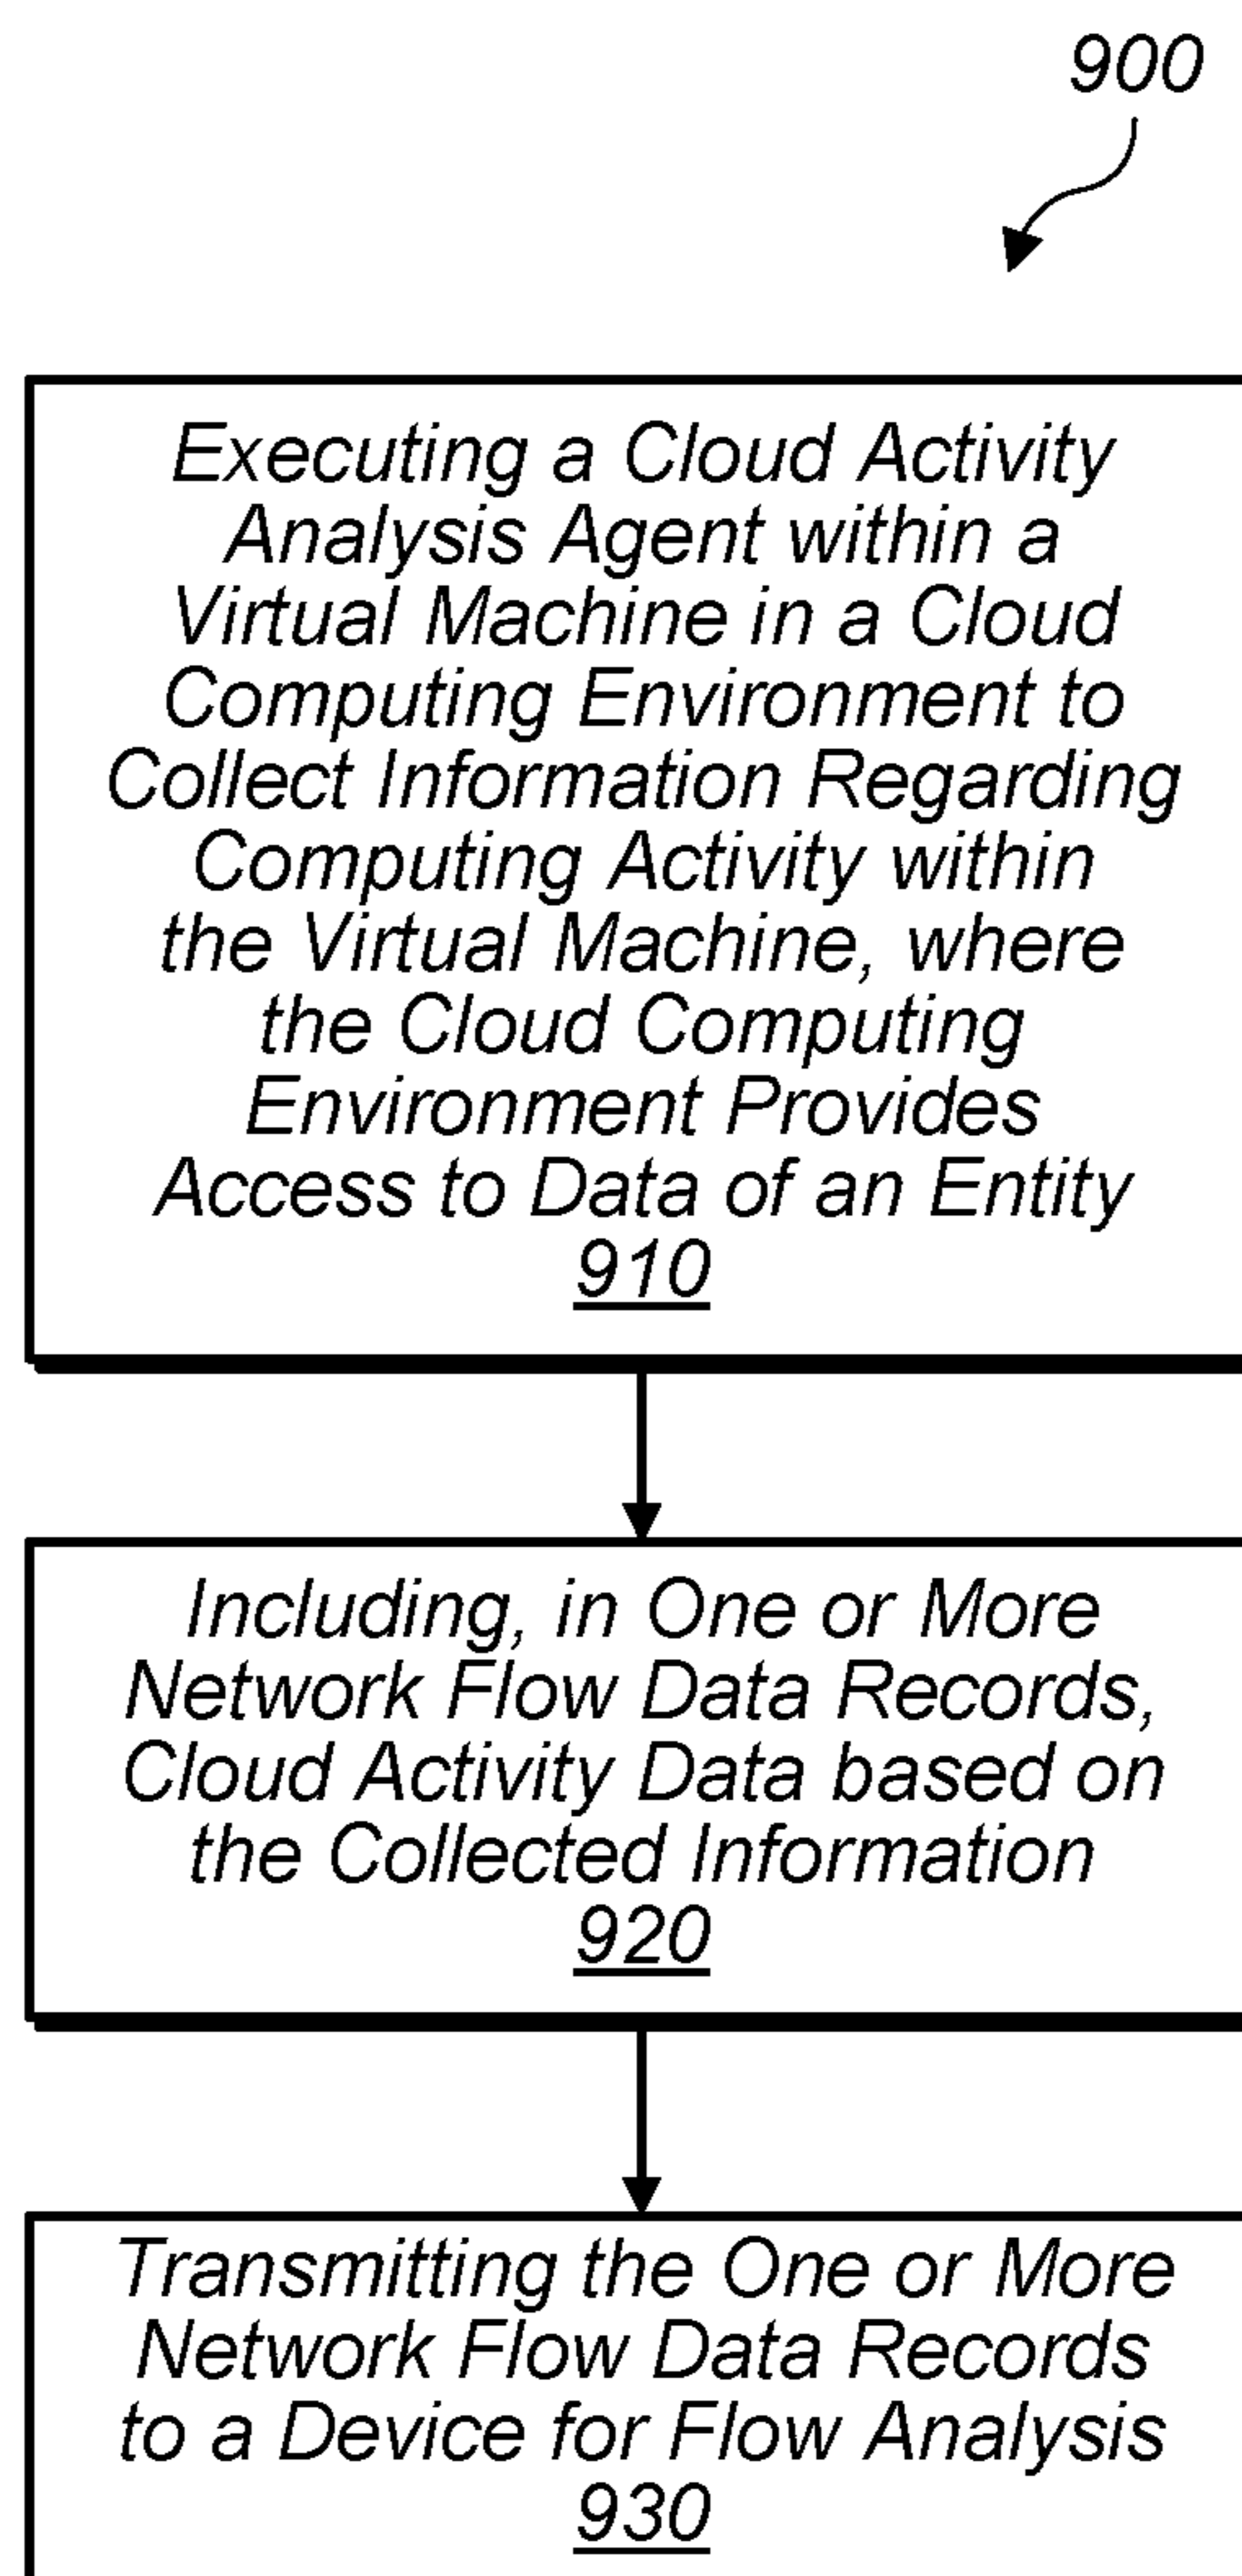 900
Executing a Cloud Activity
Analysis Agent within a
Virtual Machine in a Cloud
Computing Environment to
Collect Information Regarding
Computing Activity within
the Virtual Machine, where
the Cloud Computing
Environment Provides
Access to Data of an Entity
910
Including, in One or More
Network Flow Data Records,
Cloud Activity Data based on
the Collected Information
920
Transmitting the One or More
Network Flow Data Records
to a Device for Flow Analysis
930